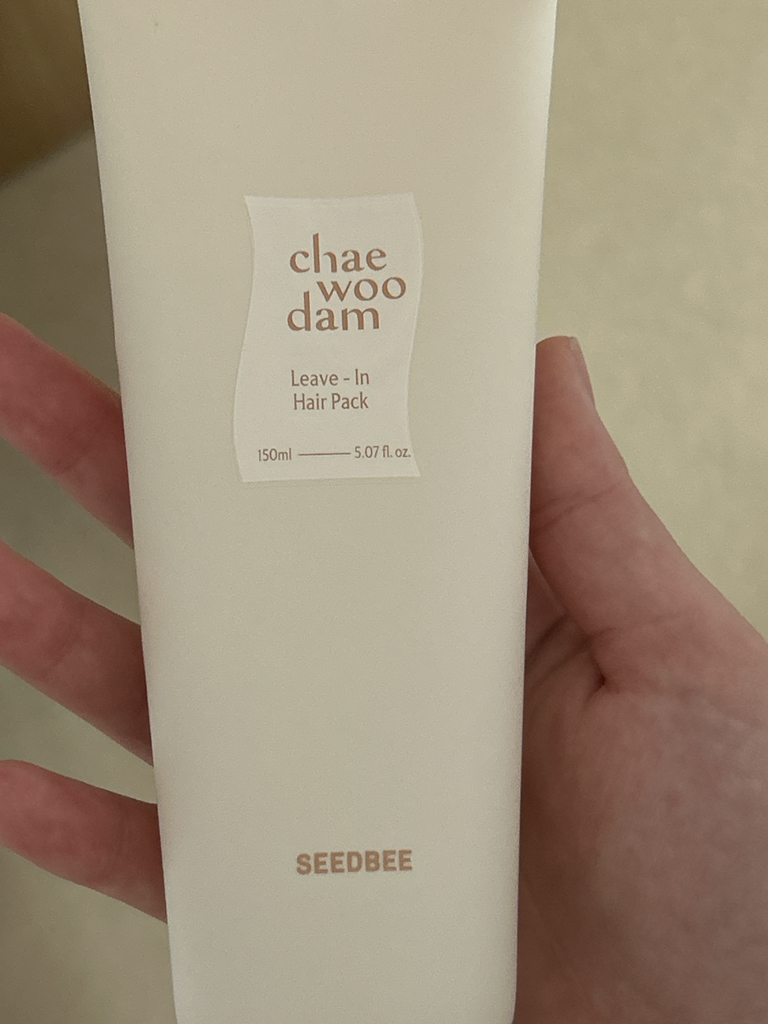 chae
woo
dam
Leave - In
Hair Pack
150ml —— 5.07 fl. oz.
SEEDBEE